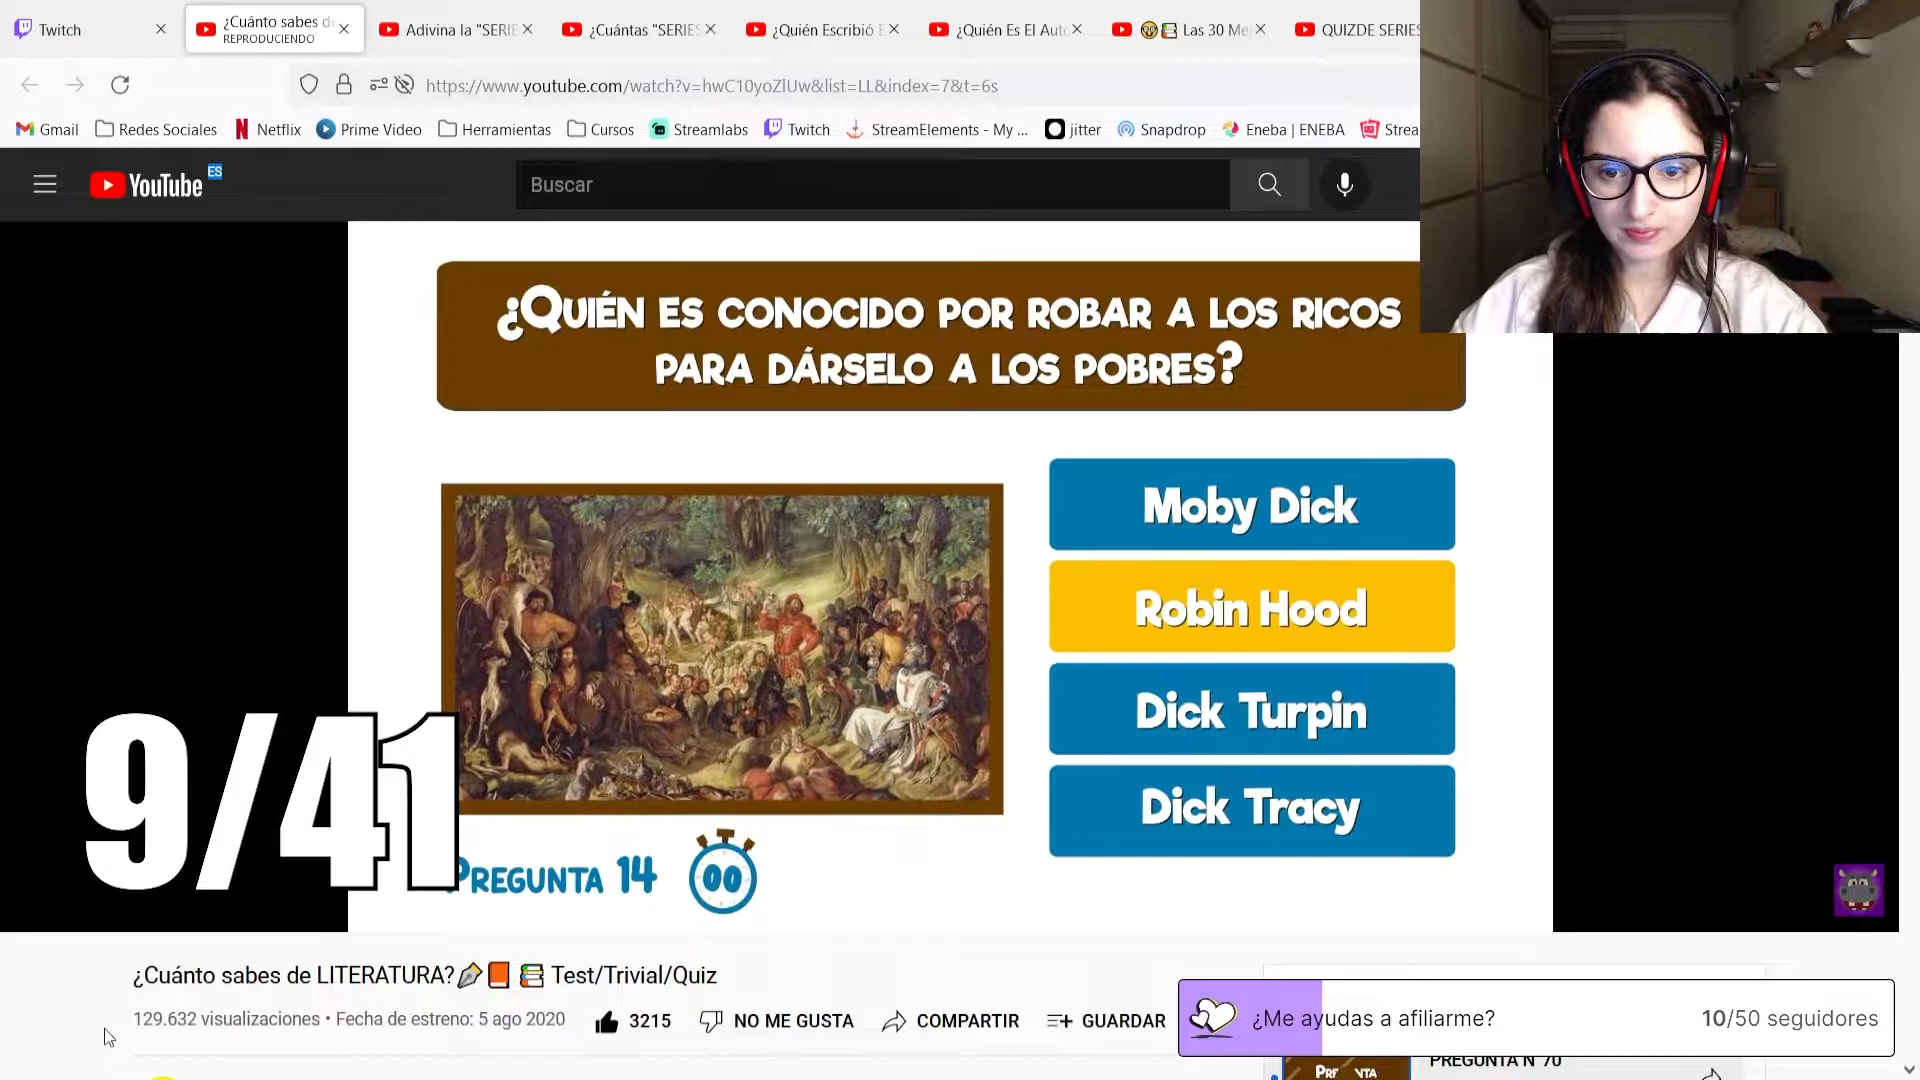 Twitch
¿Cuánto sabes de
REPRODUCIENDO
Adivina la "SERIE
¿Cuántas "SERIES
¿Quién Escribió E
¿Quién Es El Auto
Las 30 Me
QUIZDE SERIES
https://www.youtube.com/watch?v=hwC10yoZlUw&list=LL&index=7&t=6s
Gmail
Redes Sociales
Netflix
Prime Video
Herramientas
Cursos
Streamlabs
Twitch
StreamElements - My ...
jitter
Snapdrop
Eneba | ENEBA
Strea
YouTube ES
Buscar
¿QUIÉN ES CONOCIDO POR ROBAR A LOS RICOS
PARA DÁRSELO A LOS POBRES?
Moby Dick
Robin Hood
Dick Turpin
Dick Tracy
9/41
PREGUNTA 14
00
¿Cuánto sabes de LITERATURA? Test/Trivial/Quiz
129.632 visualizaciones • Fecha de estreno: 5 ago 2020
3215
NO ME GUSTA
COMPARTIR
GUARDAR
¿Me ayudas a afiliarme?
10/50 seguidores
PREGUNTA Nº 70